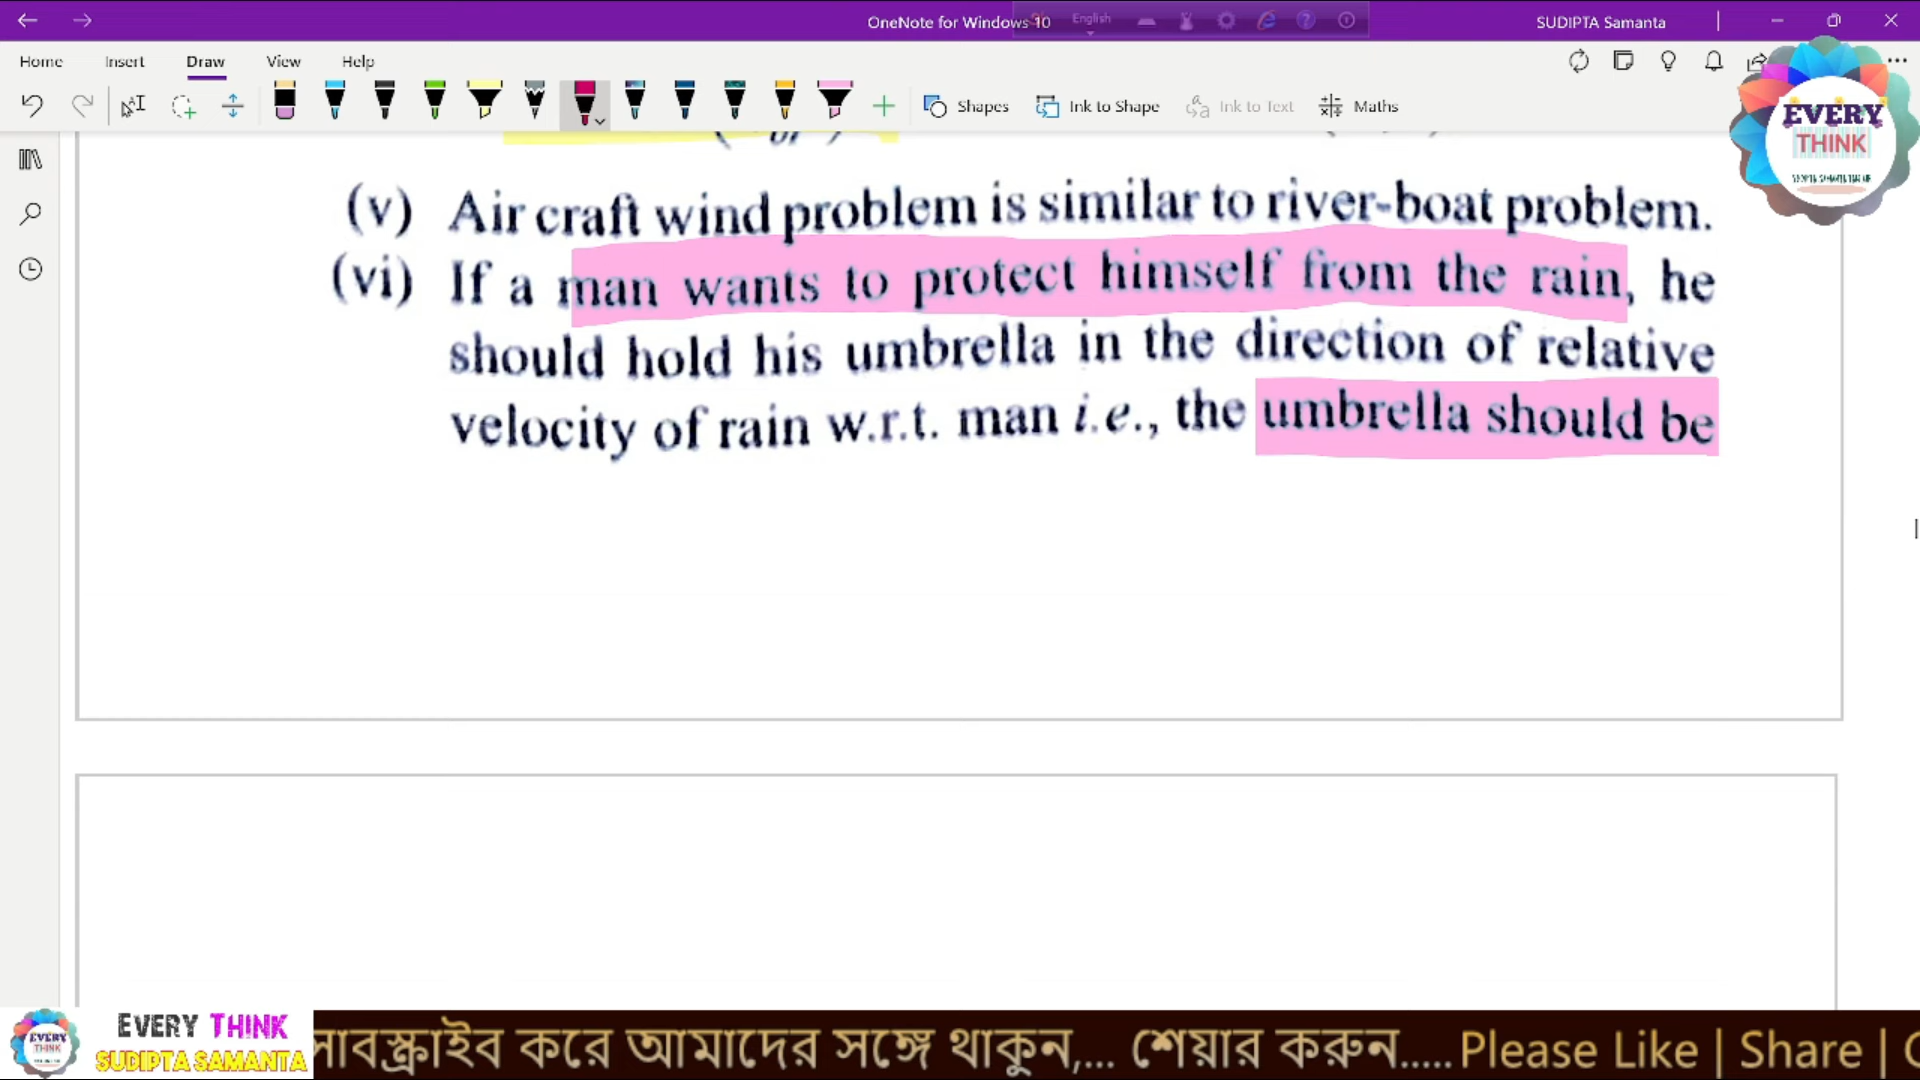 OneNote for Windows 10
English
SUDIPTA Samanta
Home Insert Draw View Help
Shapes Ink to Shape Ink to Text Maths
EVERY
THINK
(v) Air craft wind problem is similar to river-boat problem.
(vi) If a man wants to protect himself from the rain, he
should hold his umbrella in the direction of relative
velocity of rain w.r.t. man i.e., the umbrella should be
EVERY THINK
SUDIPTA SAMANTA
সাবস্ক্রাইব করে আমাদের সঙ্গে থাকুন,... শেয়ার করুন..... Please Like | Share |